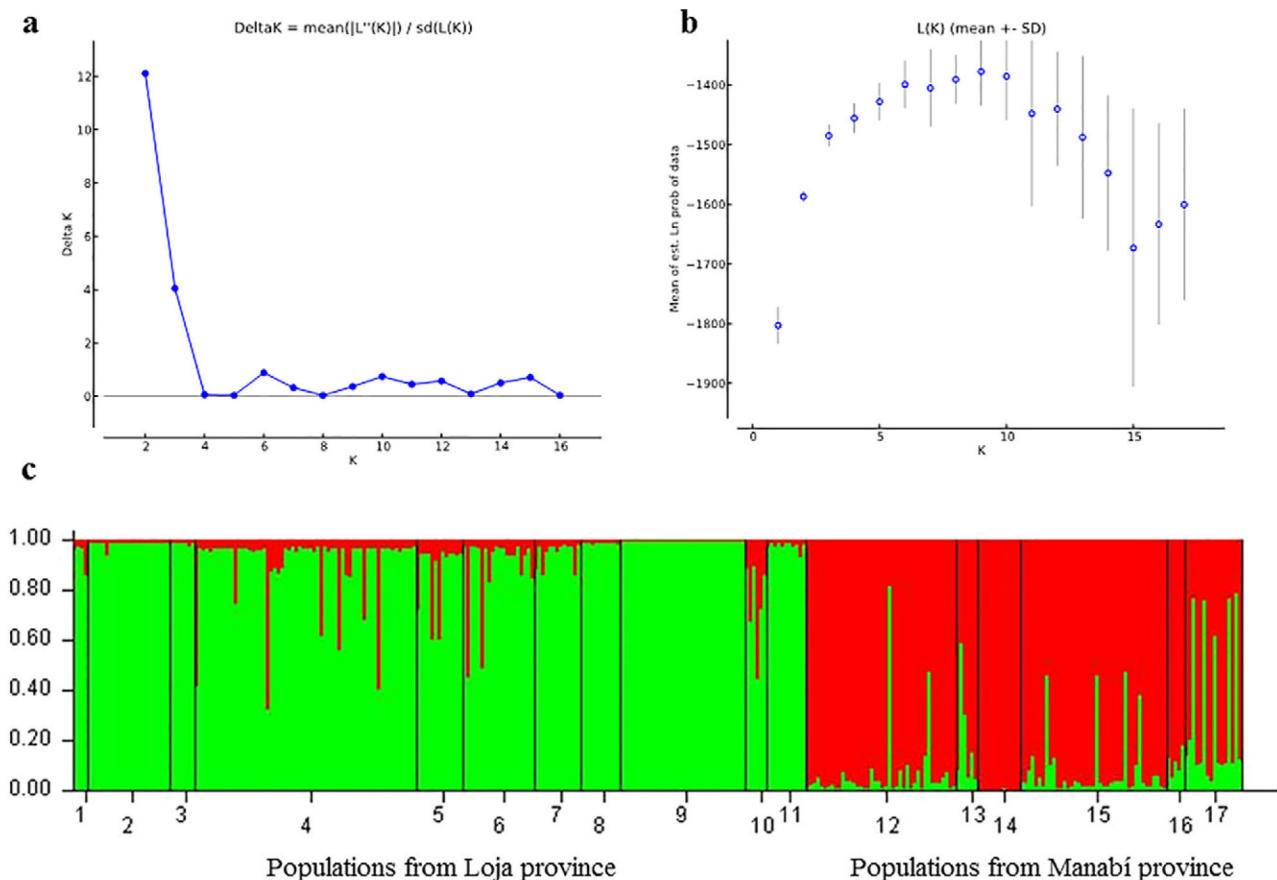 a
DeltaK = mean(|L''(K)|) / sd(L(K))
12
10
8
6
4
2
0
Delta K
2 4 6 8 10 12 14 16
K
b
L(K) (mean +- SD)
−1400
−1500
−1600
−1700
−1800
−1900
Mean of est. Ln prob of data
0 5 10 15
K
c
1.00
0.80
0.60
0.40
0.20
0.00
1 2 3 4 5 6 7 8 9 10 11 12 13 14 15 16 17
Populations from Loja province
Populations from Manabí province